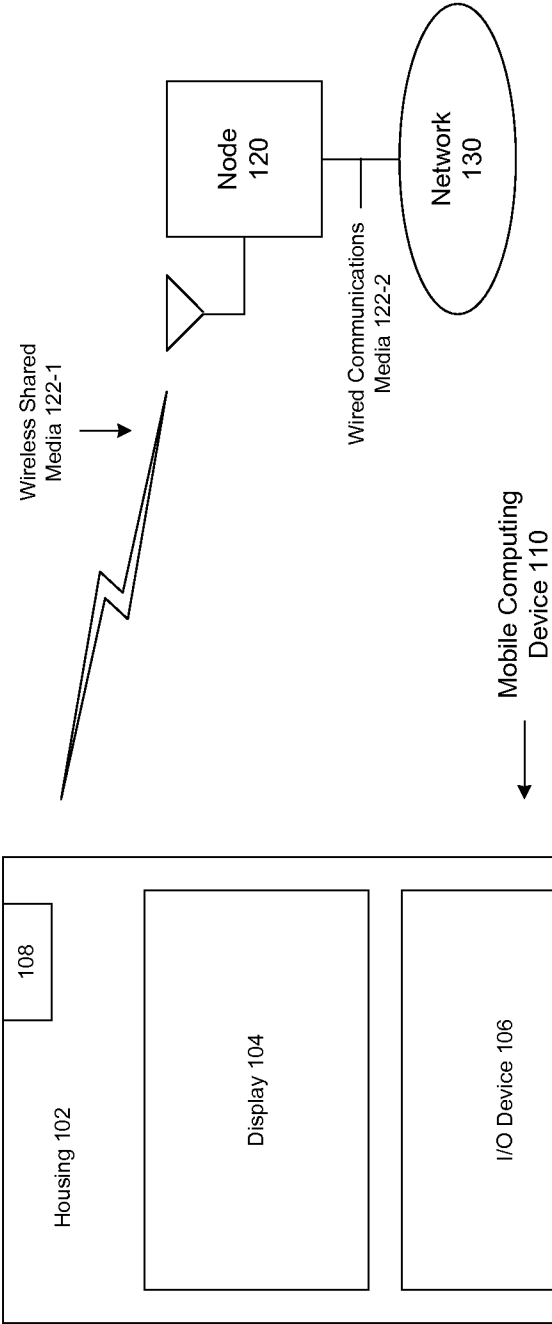 Housing 102
108
Display 104
I/O Device 106
Wireless Shared
Media 122-1
Mobile Computing
Device 110
Node
120
Wired Communications
Media 122-2
Network
130